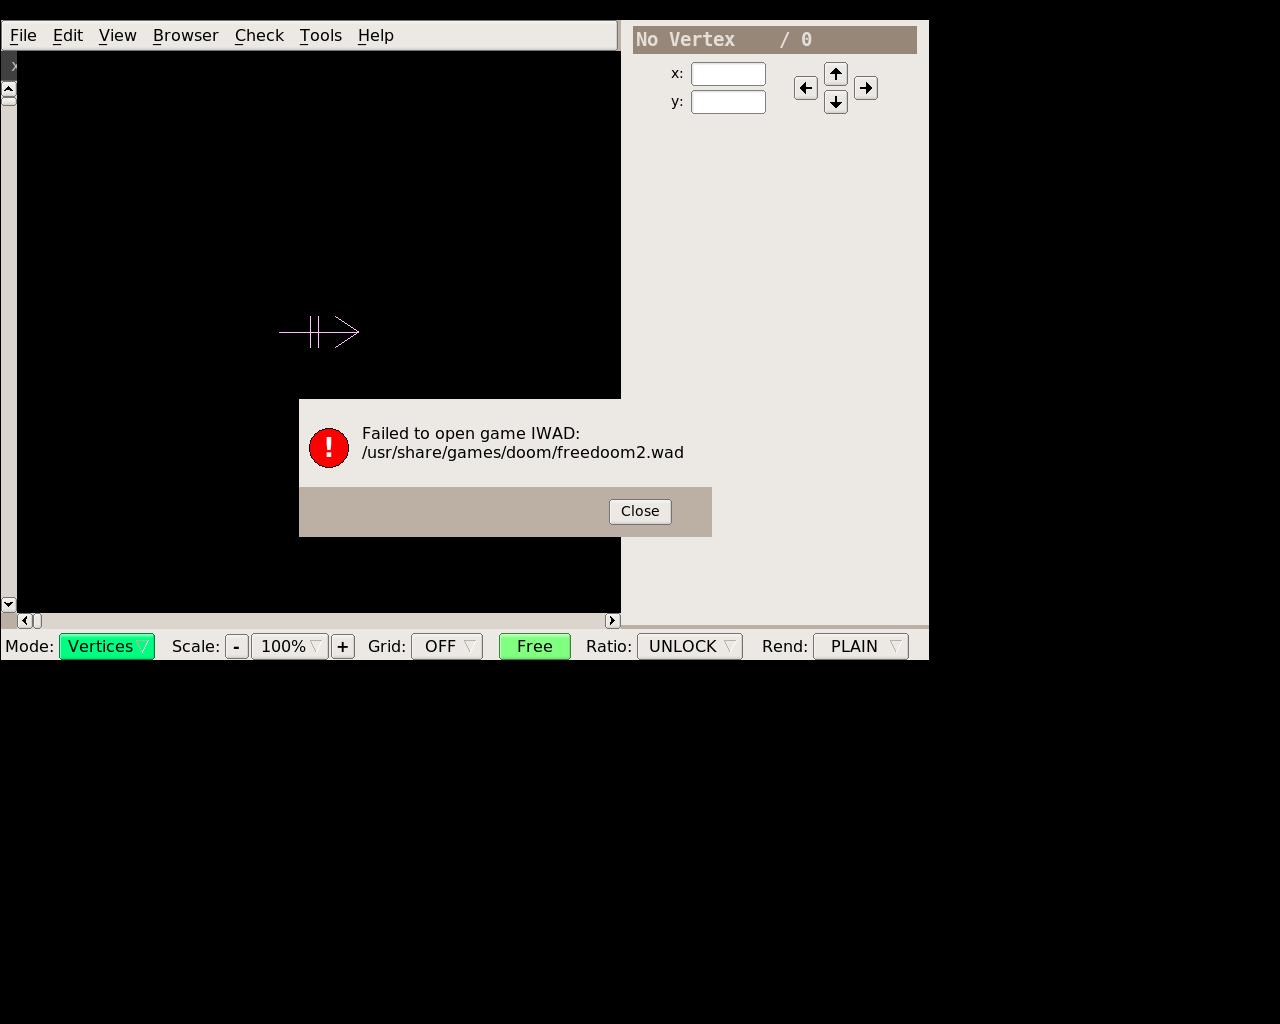 File Edit View Browser Check Tools Help
No Vertex / 0
x:
y:
Failed to open game IWAD:
/usr/share/games/doom/freedoom2.wad
Close
Mode: Vertices Scale: - 100% + Grid: OFF Free Ratio: UNLOCK Rend: PLAIN